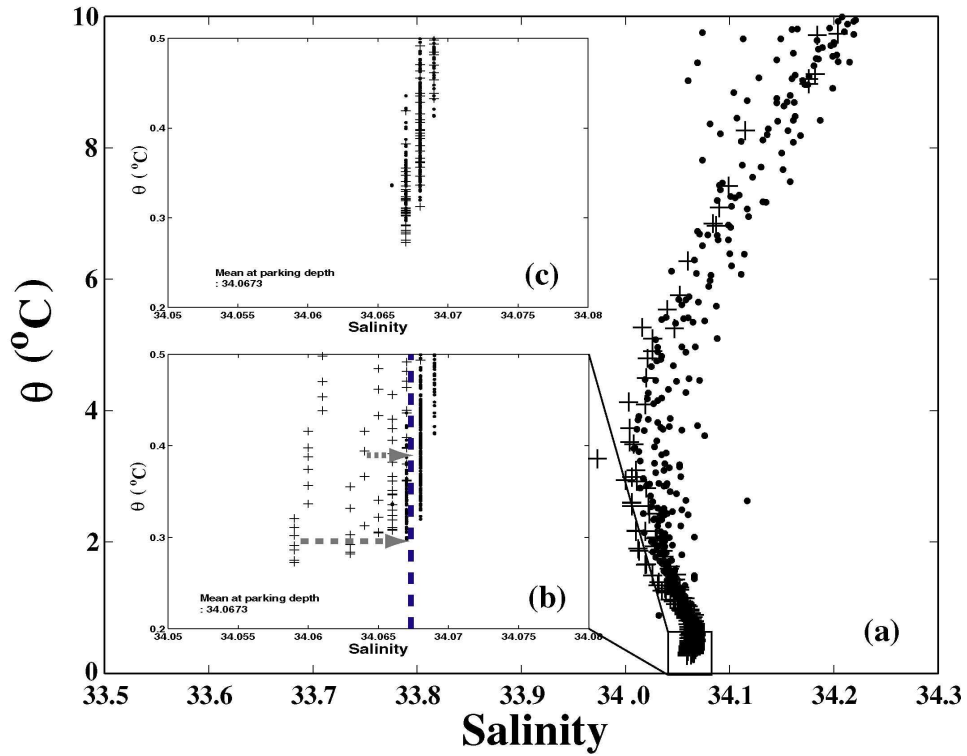 10
8
6
4
2
0
θ (ºC)
33.5 33.6 33.7 33.8 33.9 34 .0 34.1 34.2 34.3
Salinity
(a)
0.5
0.4
0.3
0.2
θ ( ºC)
Mean at parking depth
: 34.0673
(c)
34.05 34.055 34.06 34.065 34.07 34.075 34.08
Salinity
0.5
0.4
0.3
0.2
θ ( ºC)
Mean at parking depth
: 34.0673
(b)
34.05 34.055 34.06 34.065 34.07 34.075 34.08
Salinity